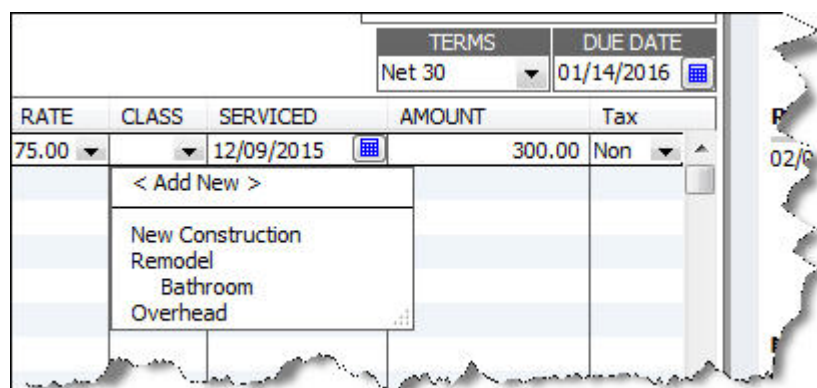 TERMS DUE DATE
Net 30 01/14/2016
RATE CLASS SERVICED AMOUNT Tax
75.00 12/09/2015 300.00 Non
< Add New >
New Construction
Remodel
Bathroom
Overhead